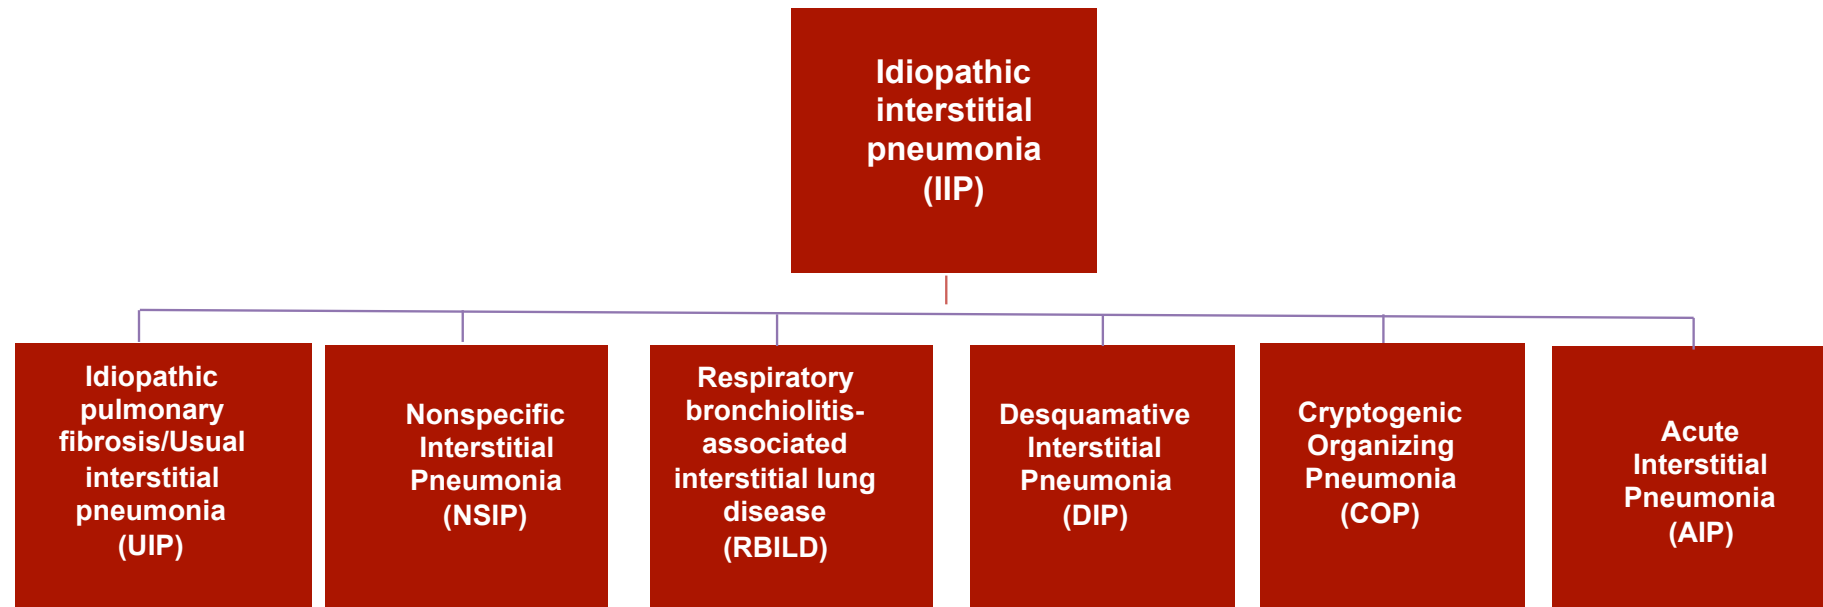 Idiopathic
interstitial
pneumonia
(IIP)
Idiopathic
pulmonary
fibrosis/Usual
interstitial
pneumonia
(UIP)
Nonspecific
Interstitial
Pneumonia
(NSIP)
Respiratory
bronchiolitis-
associated
interstitial lung
disease
(RBILD)
Desquamative
Interstitial
Pneumonia
(DIP)
Cryptogenic
Organizing
Pneumonia
(COP)
Acute
Interstitial
Pneumonia
(AIP)